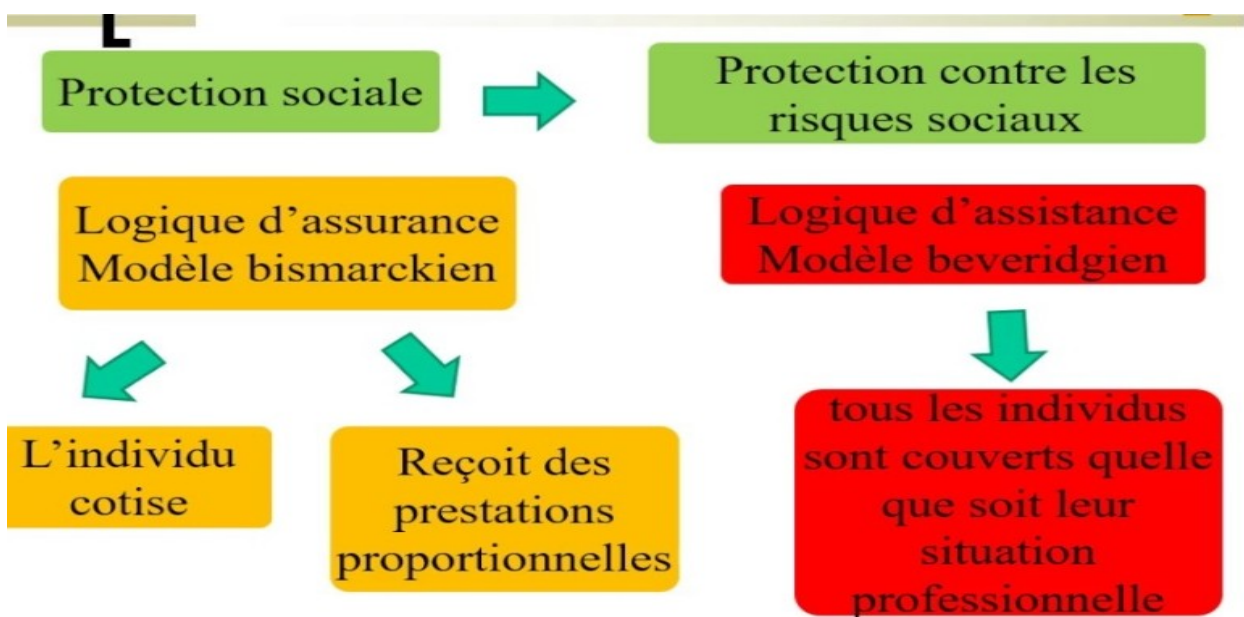 L
Protection sociale
Protection contre les
risques sociaux
Logique d’assurance
Modèle bismarckien
Logique d’assistance
Modèle beveridgien
L’individu
cotise
Reçoit des
prestations
proportionnelles
tous les individus
sont couverts quelle
que soit leur
situation
professionnelle